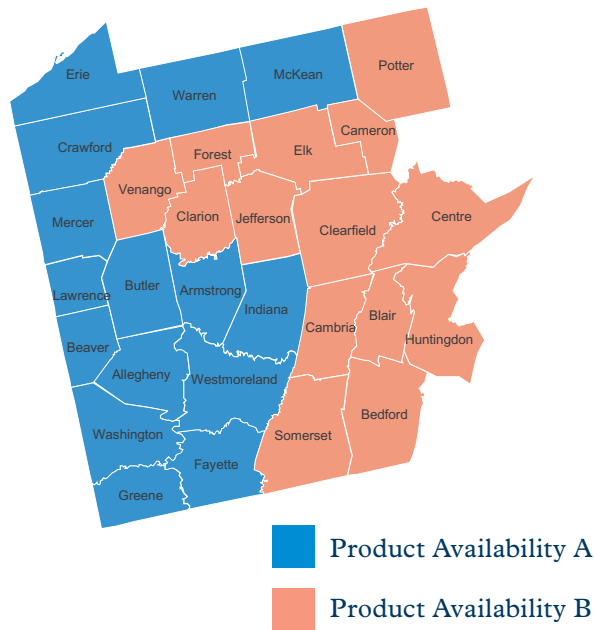 Potter
Erie
McKean
Warren
Cameron
Crawford
Forest
Elk
Venango
Clarion
Jefferson
Centre
Mercer
Clearfield
Butler
Armstrong
Lawrence
Indiana
Blair
Cambria
Huntingdon
Beaver
Allegheny
Westmoreland
Bedford
Washington
Somerset
Fayette
Greene
Product Availability A
Product Availability B